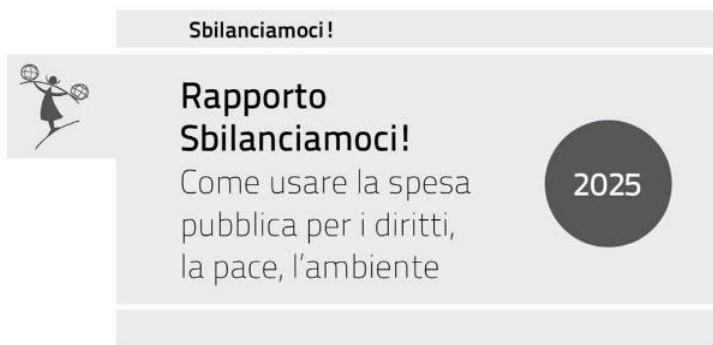 Sbilanciamoci!
Rapporto
Sbilanciamoci!
Come usare la spesa
pubblica per i diritti,
la pace, l'ambiente
2025